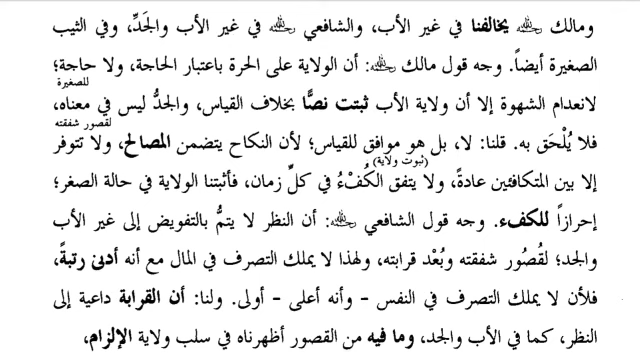 ومالك رحمه الله يخالفنا في غير الأب، والشافعي رحمه الله في غير الأب والجَدِّ، وفي الثيب
الصغيرة أيضاً. وجه قول مالك رحمه الله: أن الولاية على الحرة باعتبار الحاجة، ولا حاجة؛
للصغيرة
لانعدام الشهوة إلا أن ولاية الأب ثبتت نصًّا بخلاف القياس، والجدُّ ليس في معناه،
لقصور شفقته
فلا يُلْحَق به. قلنا: لا، بل هو موافق للقياس؛ لأن النكاح يتضمن المصالح، ولا تتوفر
إلا بين المتكافئين عادةً، ولا يتفق الكُفْءُ في كلِّ زمان، فأثبتنا الولاية في حالة الصغر؛
(ثبوت ولاية)
إحرازاً للكفء. وجه قول الشافعي رحمه الله: أن النظر لا يتمُّ بالتفويض إلى غير الأب
والجد؛ لقُصُور شفقته وبُعْد قرابته، ولهذا لا يملك التصرف في المال مع أنه أدنى رتبةً،
فلأن لا يملك التصرف في النفس - وأنه أعلى - أولى. ولنا: أن القرابة داعية إلى
النظر، كما في الأب والجد، وما فيه من القصور أظهرناه في سلب ولاية الإلزام،